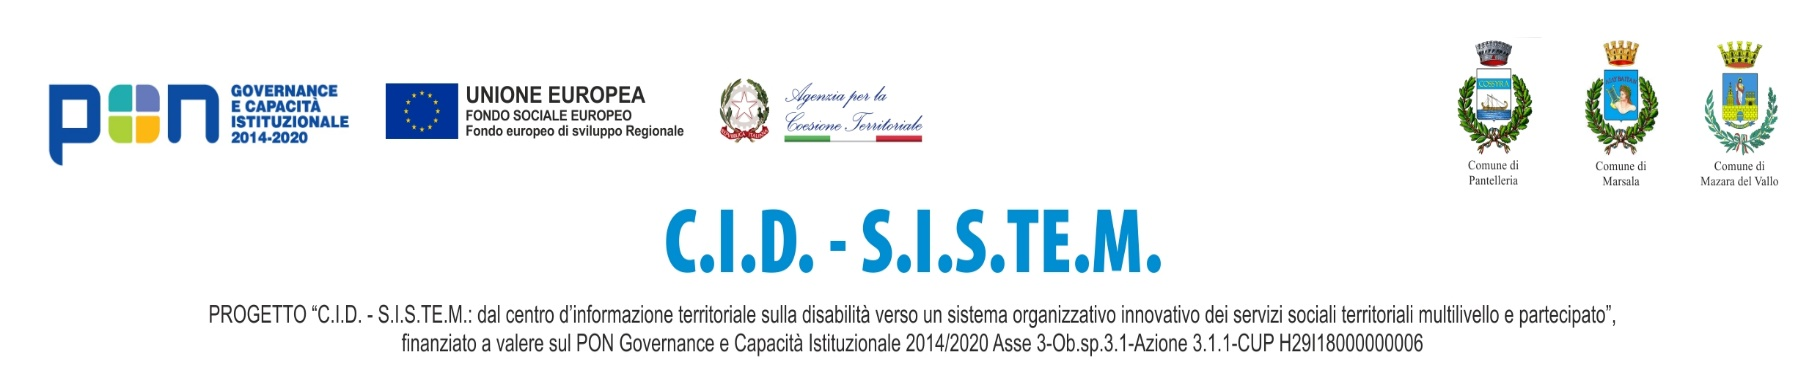 pon
GOVERNANCE
E CAPACITÀ
ISTITUZIONALE
2014-2020
UNIONE EUROPEA
FONDO SOCIALE EUROPEO
Fondo europeo di sviluppo Regionale
Agenzia per la
Coesione Territoriale
Comune di
Pantelleria
Comune di
Marsala
Comune di
Mazara del Vallo
C.I.D. - S.I.S.TE.M.
PROGETTO “C.I.D. - S.I.S.TE.M.: dal centro d’informazione territoriale sulla disabilità verso un sistema organizzativo innovativo dei servizi sociali territoriali multilivello e partecipato”,
finanziato a valere sul PON Governance e Capacità Istituzionale 2014/2020 Asse 3-Ob.sp.3.1-Azione 3.1.1-CUP H29I18000000006